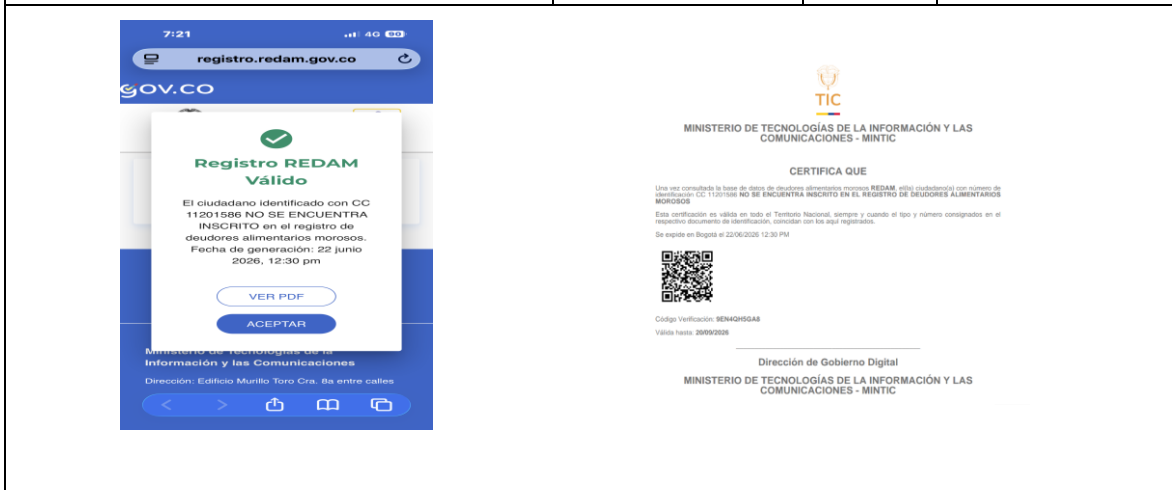 7:21
4G 90
registro.redam.gov.co
GOV.CO
Registro REDAM
Válido
El ciudadano identificado con CC
11201586 NO SE ENCUENTRA
INSCRITO en el registro de
deudores alimentarios morosos.
Fecha de generación: 22 junio
2026, 12:30 pm
VER PDF
ACEPTAR
Ministerio de Tecnologías de la
Información y las Comunicaciones
Dirección: Edificio Murillo Toro Cra. 8a entre calles
TIC
MINISTERIO DE TECNOLOGÍAS DE LA INFORMACIÓN Y LAS
COMUNICACIONES - MINTIC
CERTIFICA QUE
Una vez consultada la base de datos de deudores alimentarios morosos REDAM, el(la) ciudadano(a) con número de
identificación CC 11201586 NO SE ENCUENTRA INSCRITO EN EL REGISTRO DE DEUDORES ALIMENTARIOS
MOROSOS
Esta certificación es válida en todo el Territorio Nacional, siempre y cuando el tipo y número consignados en el
respectivo documento de identificación, coincidan con los aquí registrados.
Se expide en Bogotá el 22/06/2026 12:30 PM
Código Verificación: 9EN4QH5GA8
Válida hasta: 20/09/2026
Dirección de Gobierno Digital
MINISTERIO DE TECNOLOGÍAS DE LA INFORMACIÓN Y LAS
COMUNICACIONES - MINTIC